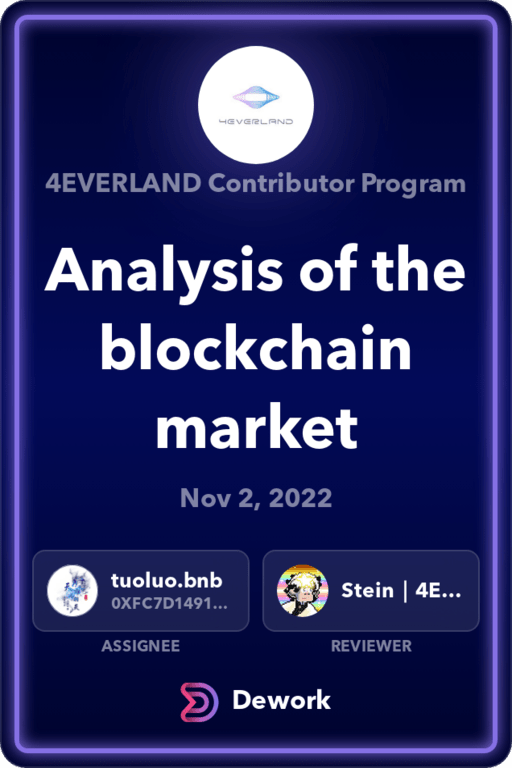 4EVERLAND
4EVERLAND Contributor Program
Analysis of the
blockchain
market
Nov 2, 2022
tuoluo.bnb
0XFC7D1491...
ASSIGNEE
Stein | 4E...
REVIEWER
Dework